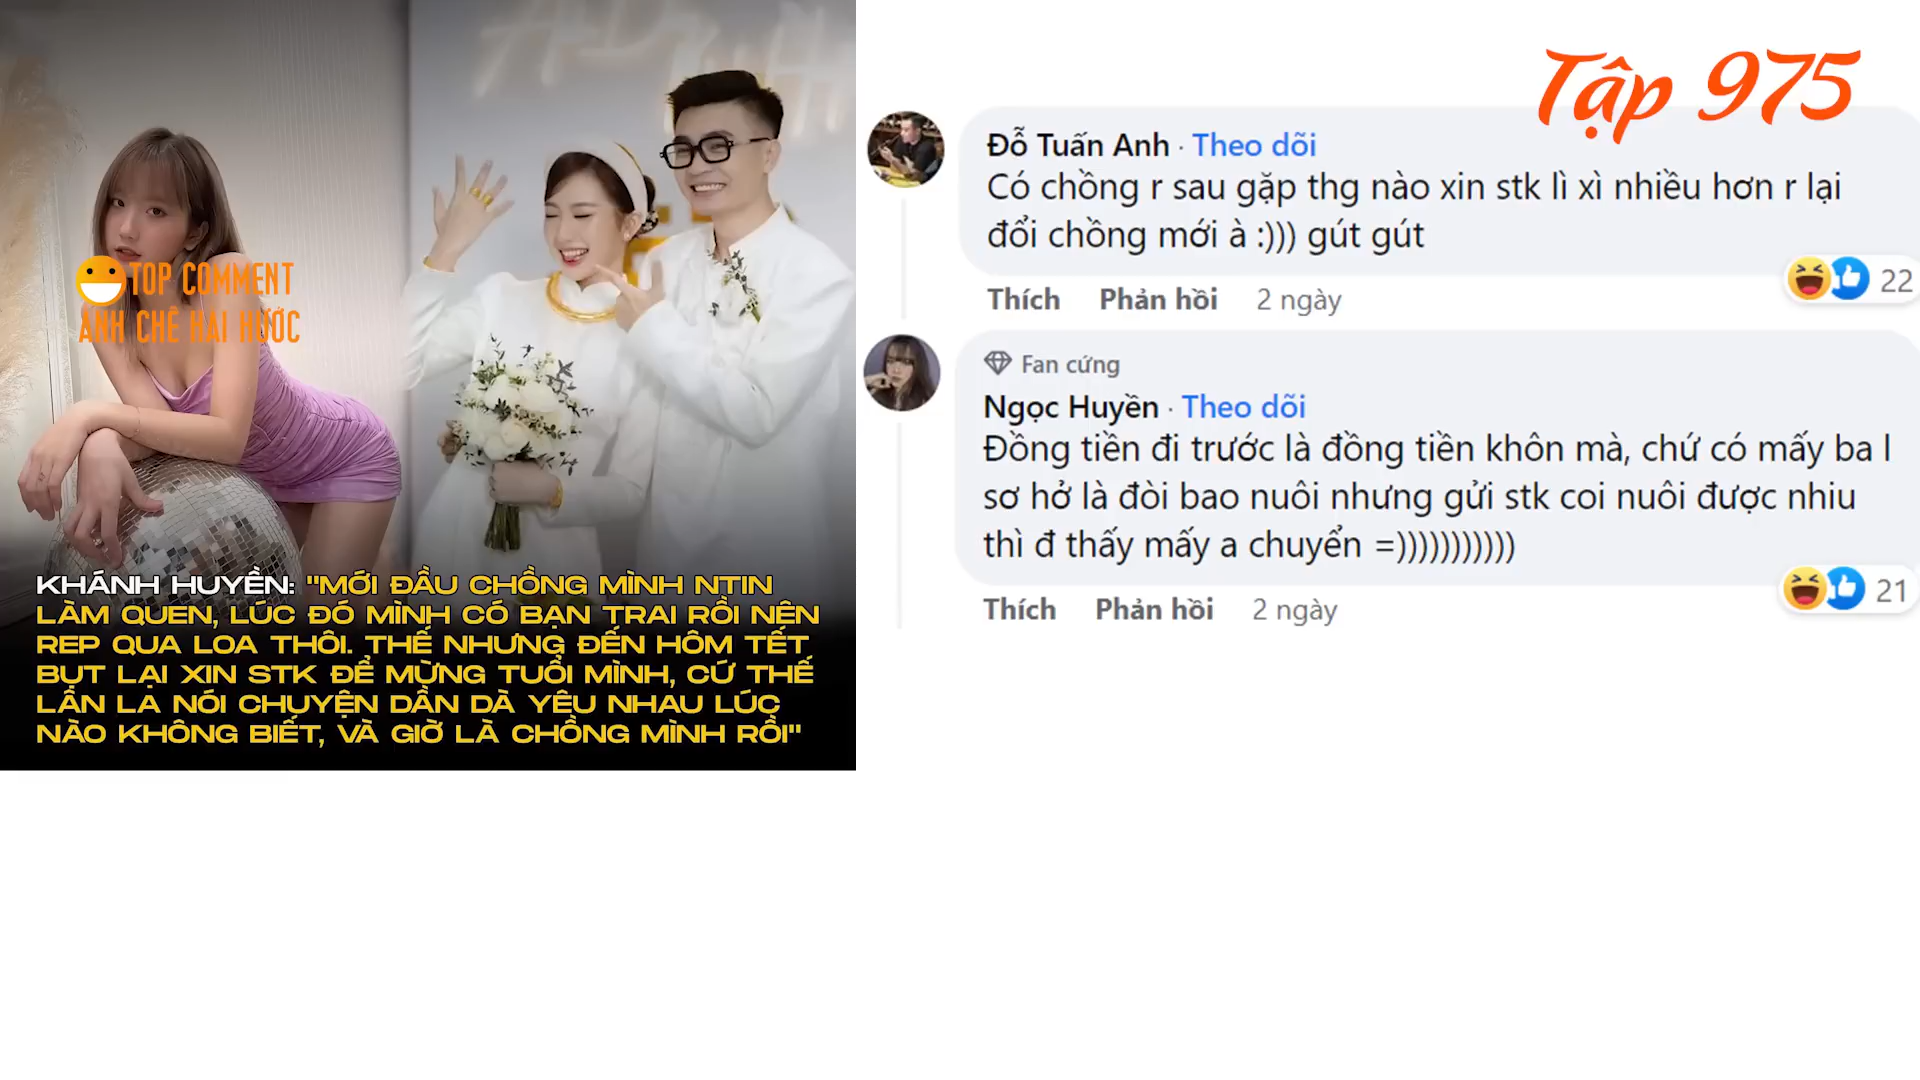 TOP COMMENT
ẢNH CHẾ HÀI HƯỚC
KHÁNH HUYỀN: "MỚI ĐẦU CHỒNG MÌNH NTIN
LÀM QUEN, LÚC ĐÓ MÌNH CÓ BẠN TRAI RỒI NÊN
REP QUA LOA THÔI. THẾ NHƯNG ĐẾN HÔM TẾT
BỤT LẠI XIN STK ĐỂ MỪNG TUỔI MÌNH, CỨ THẾ
LÂN LA NÓI CHUYỆN DẦN DÀ YÊU NHAU LÚC
NÀO KHÔNG BIẾT, VÀ GIỜ LÀ CHỒNG MÌNH RỒI"
Tập 975
Đỗ Tuấn Anh · Theo dõi
Có chồng r sau gặp thg nào xin stk lì xì nhiều hơn r lại
đổi chồng mới à :))) gút gút
22
Thích Phản hồi 2 ngày
Fan cứng
Ngọc Huyền · Theo dõi
Đồng tiền đi trước là đồng tiền khôn mà, chứ có mấy ba l
sơ hở là đòi bao nuôi nhưng gửi stk coi nuôi được nhiu
thì đ thấy mấy a chuyển =)))))))))))
21
Thích Phản hồi 2 ngày